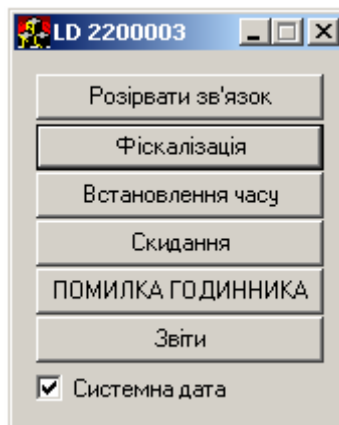 LD 2200003
Розірвати зв'язок
Фіскалізація
Встановлення часу
Скидання
ПОМИЛКА ГОДИННИКА
Звіти
Системна дата